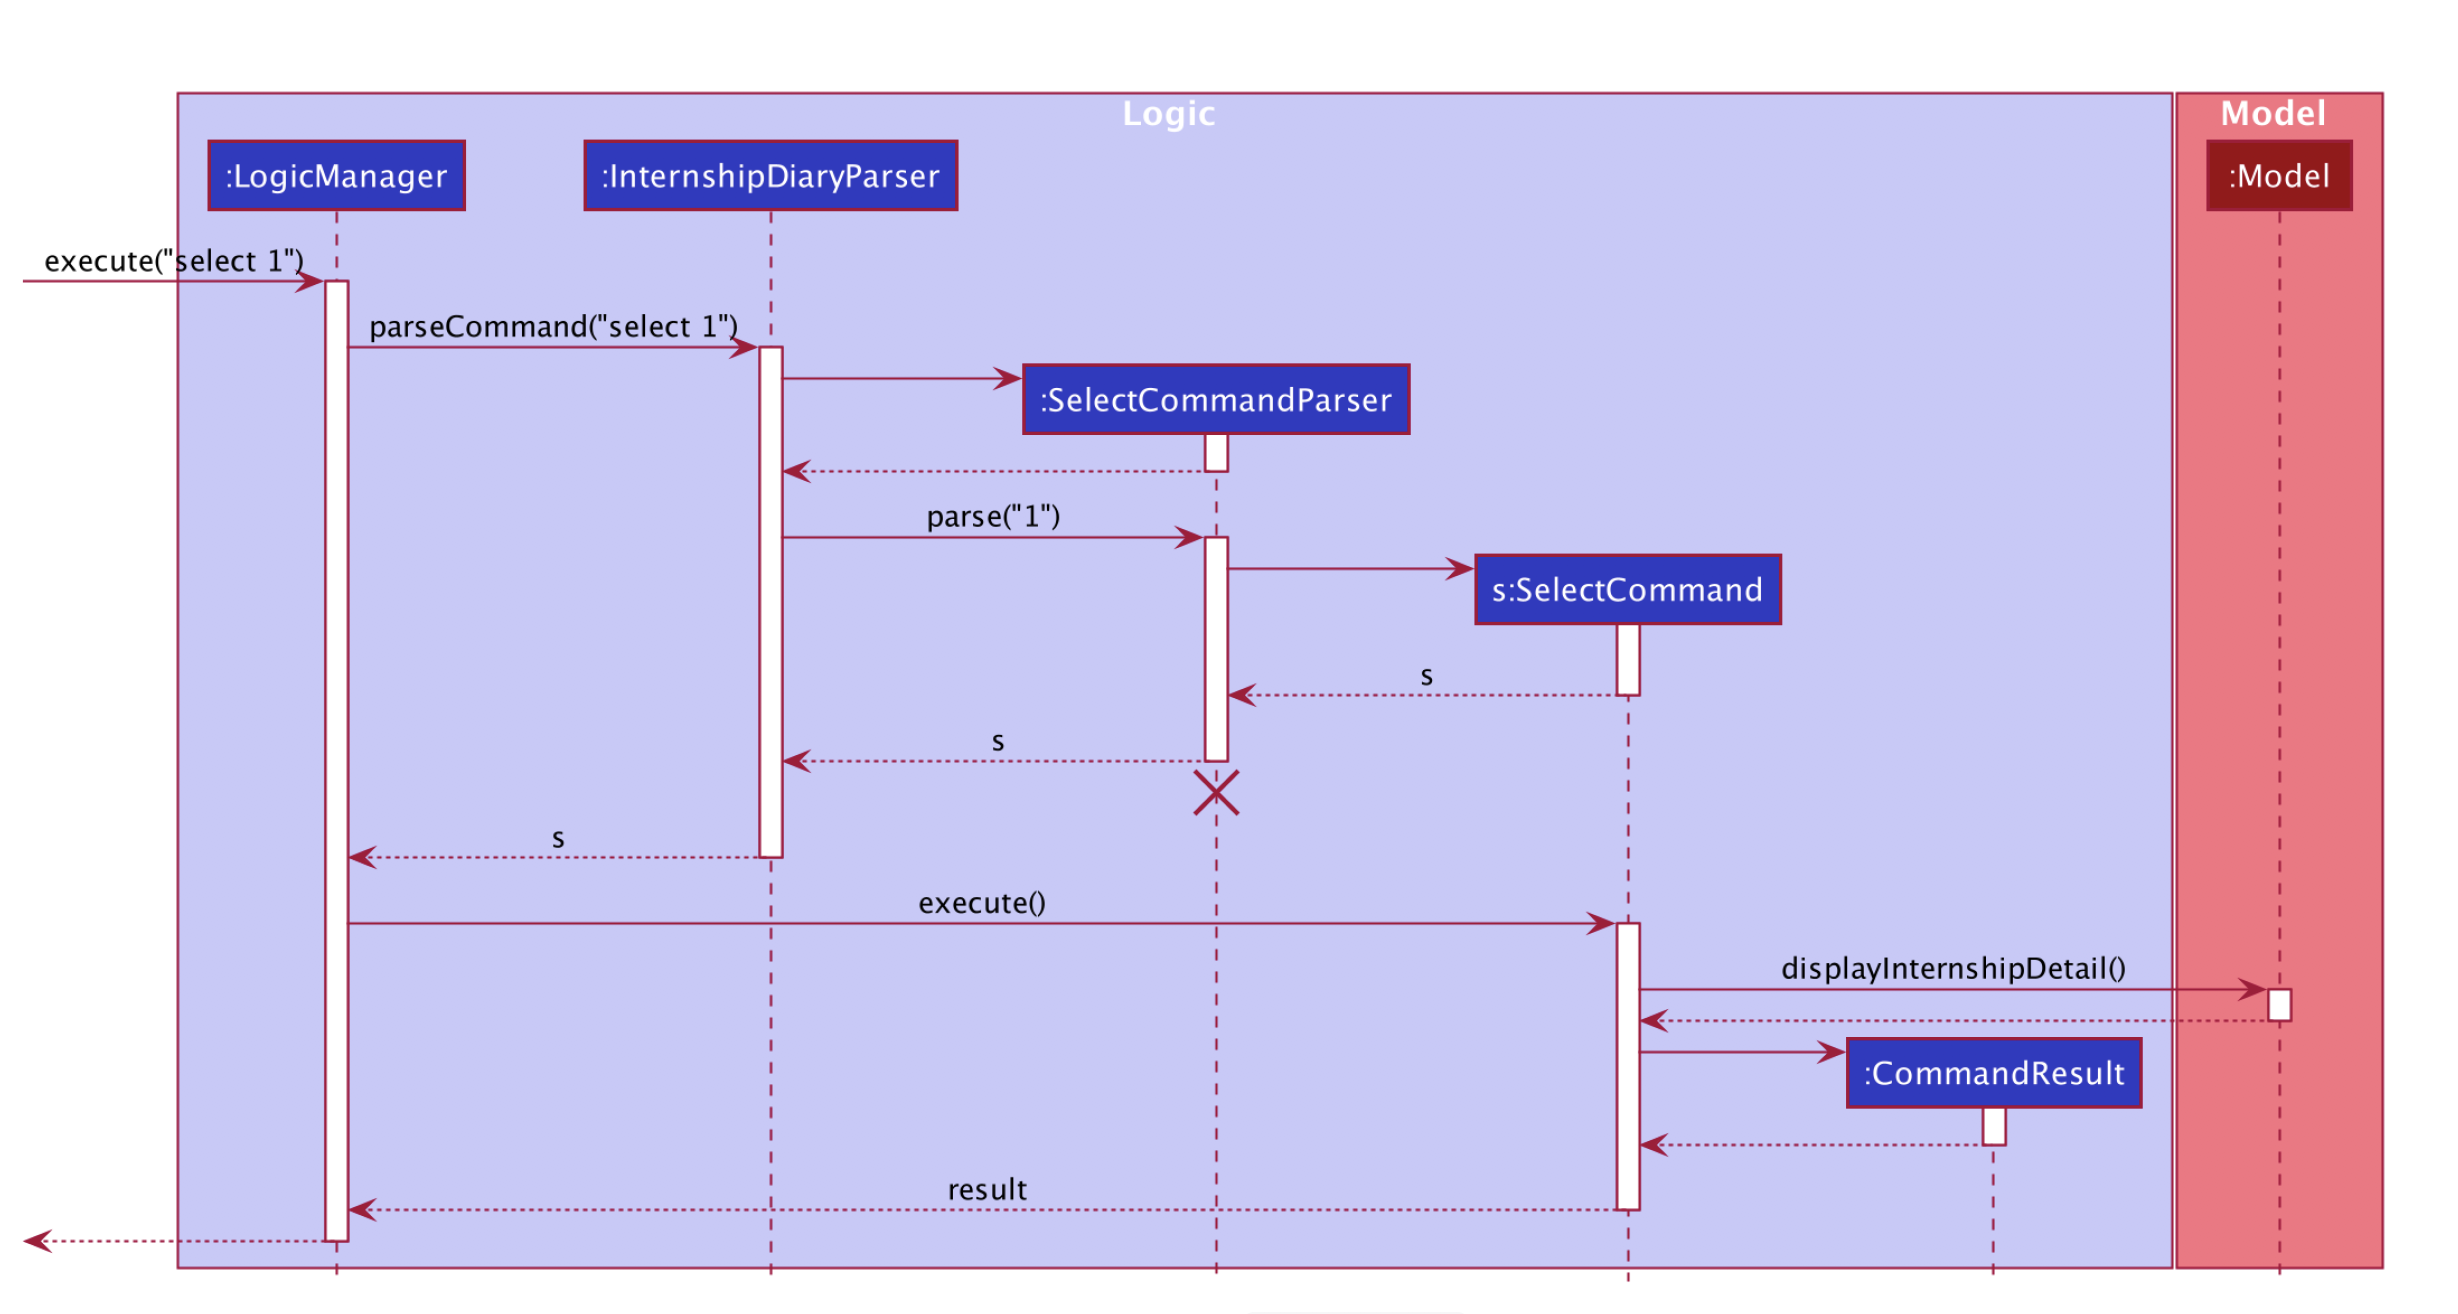 Logic
Model
:LogicManager
:InternshipDiaryParser
:Model
execute("select 1")
parseCommand("select 1")
:SelectCommandParser
parse("1")
s:SelectCommand
s
s
s
execute()
displayInternshipDetail()
:CommandResult
result